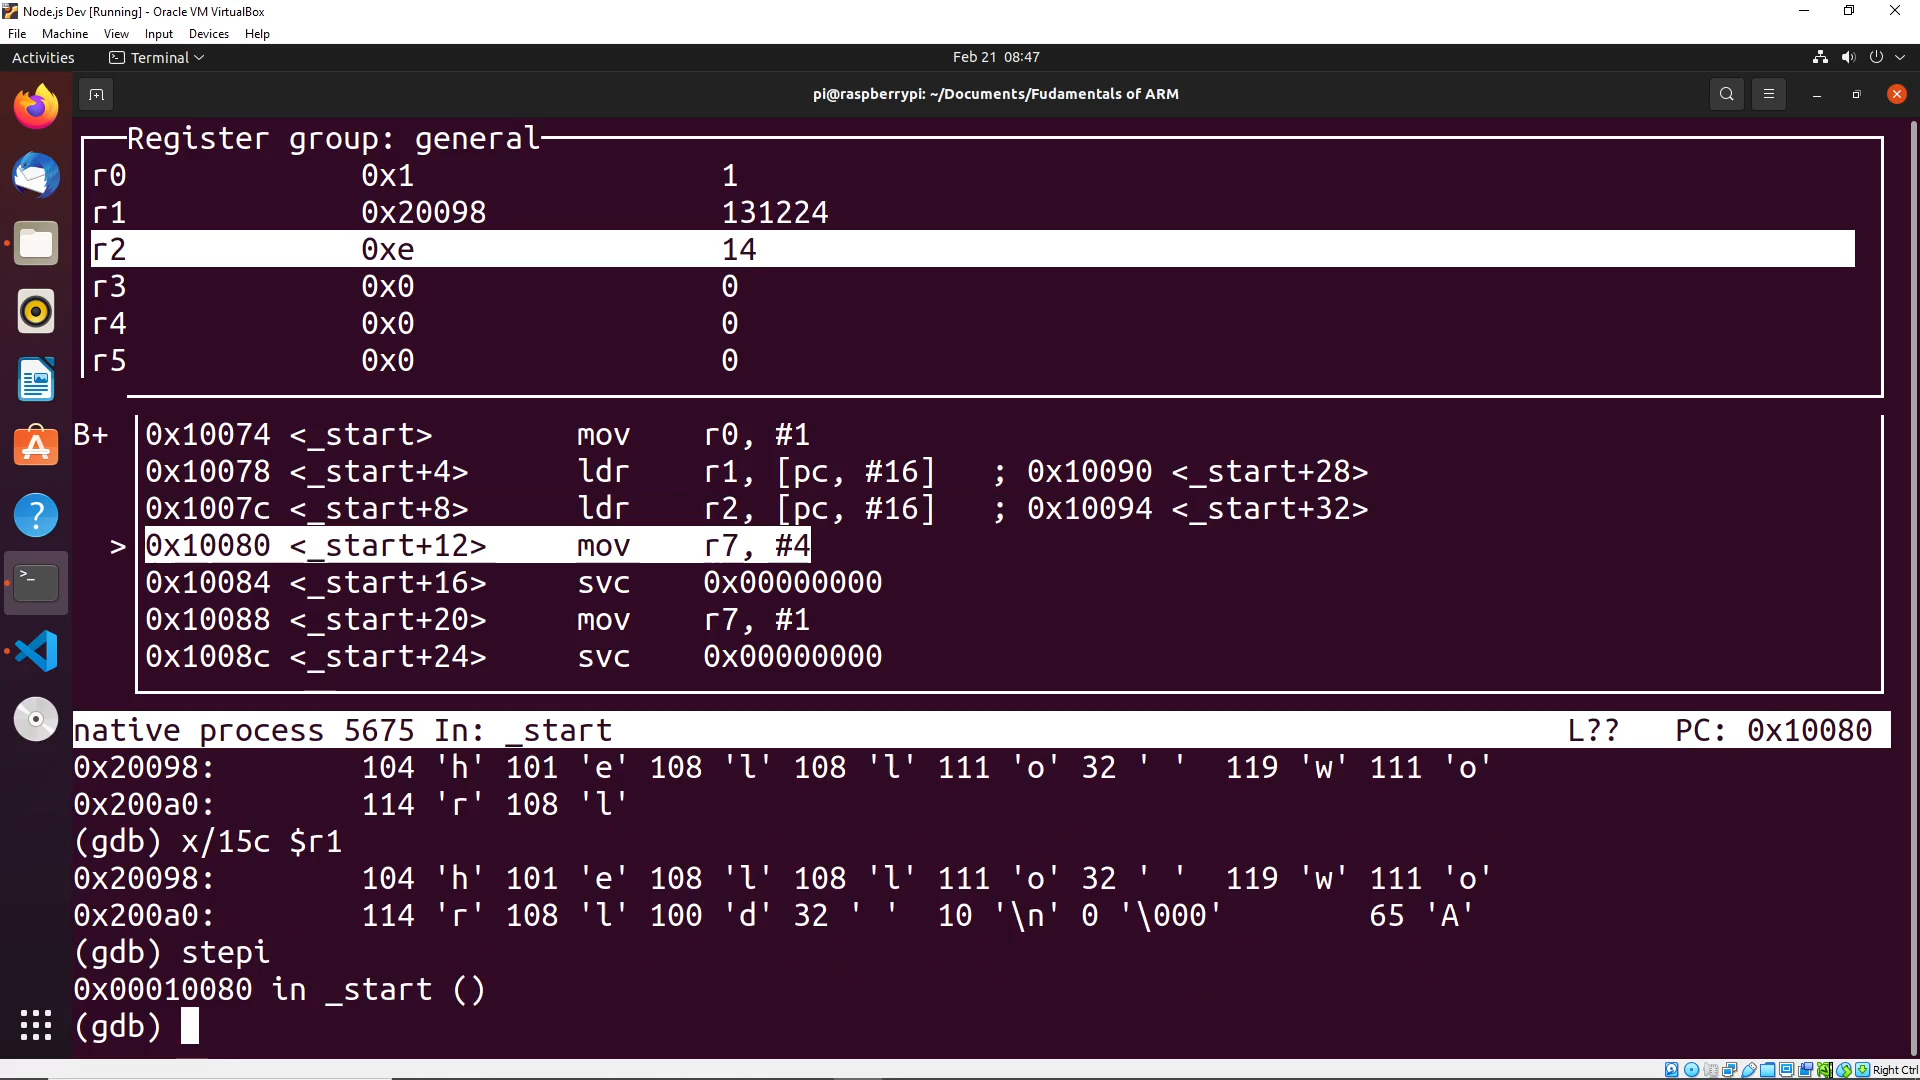 Node.js Dev [Running] - Oracle VM VirtualBox
File Machine View Input Devices Help
Activities Terminal Feb 21 08:47
pi@raspberrypi: ~/Documents/Fudamentals of ARM
Register group: general
r0 0x1 1
r1 0x20098 131224
r2 0xe 14
r3 0x0 0
r4 0x0 0
r5 0x0 0
B+ 0x10074 <_start> mov r0, #1
0x10078 <_start+4> ldr r1, [pc, #16] ; 0x10090 <_start+28>
0x1007c <_start+8> ldr r2, [pc, #16] ; 0x10094 <_start+32>
> 0x10080 <_start+12> mov r7, #4
0x10084 <_start+16> svc 0x00000000
0x10088 <_start+20> mov r7, #1
0x1008c <_start+24> svc 0x00000000
native process 5675 In: _start L?? PC: 0x10080
0x20098: 104 'h' 101 'e' 108 'l' 108 'l' 111 'o' 32 ' ' 119 'w' 111 'o'
0x200a0: 114 'r' 108 'l'
(gdb) x/15c $r1
0x20098: 104 'h' 101 'e' 108 'l' 108 'l' 111 'o' 32 ' ' 119 'w' 111 'o'
0x200a0: 114 'r' 108 'l' 100 'd' 32 ' ' 10 '\n' 0 '\000' 65 'A'
(gdb) stepi
0x00010080 in _start ()
(gdb)
Right Ctrl